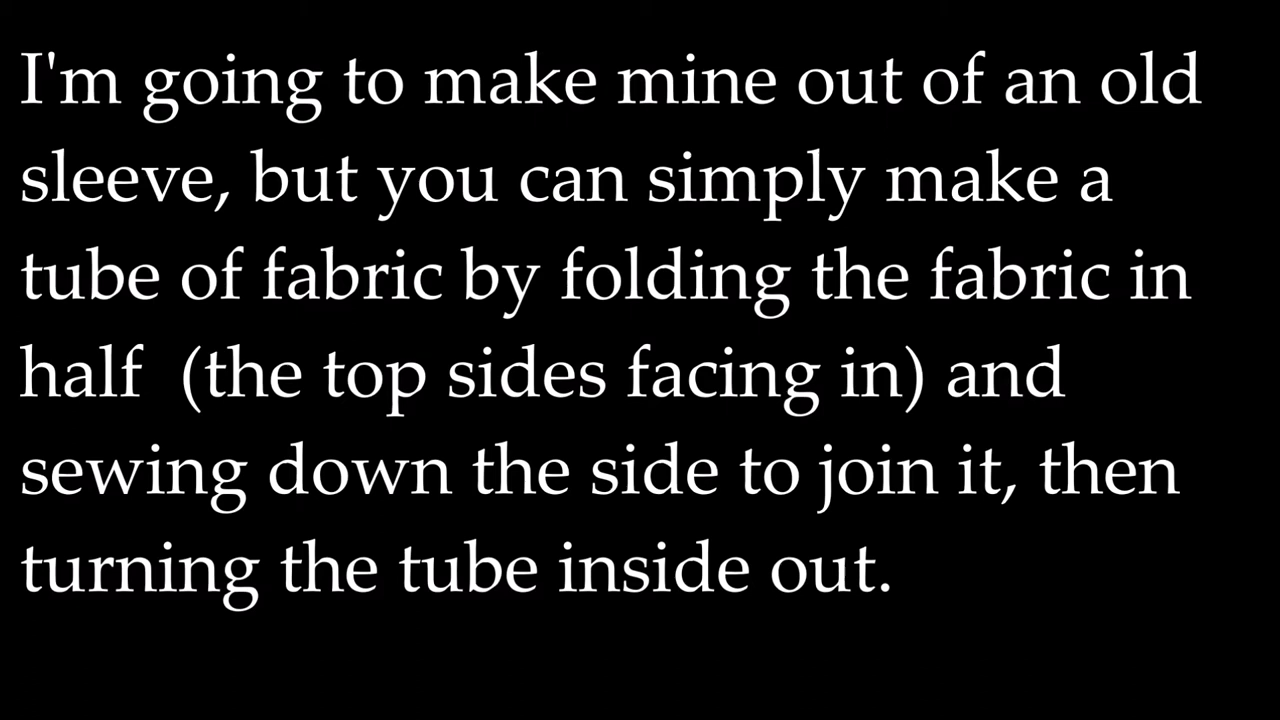 I'm going to make mine out of an old
sleeve, but you can simply make a
tube of fabric by folding the fabric in
half  (the top sides facing in) and
sewing down the side to join it, then
turning the tube inside out.